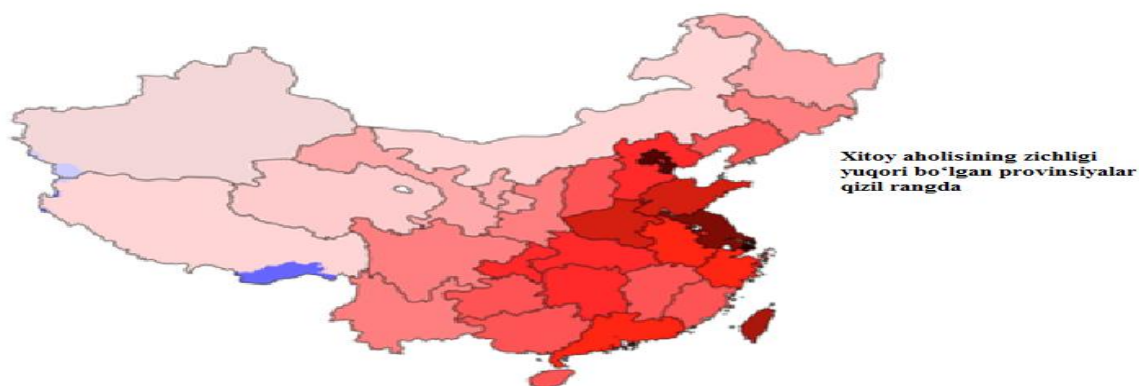 Xitoy aholisining zichligi
yuqori bo‘lgan provinsiyalar
qizil rangda